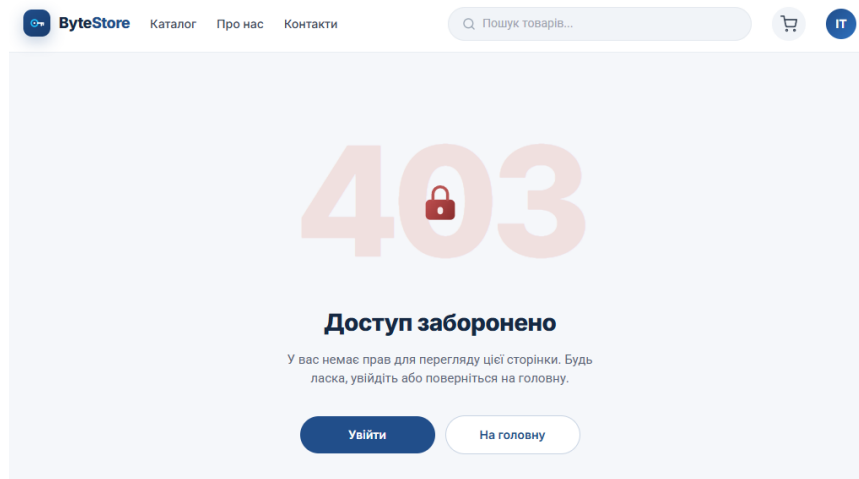 ByteStore Каталог Про нас Контакти Пошук товарів... ІТ
403
Доступ заборонено
У вас немає прав для перегляду цієї сторінки. Будь
ласка, увійдіть або поверніться на головну.
Увійти На головну